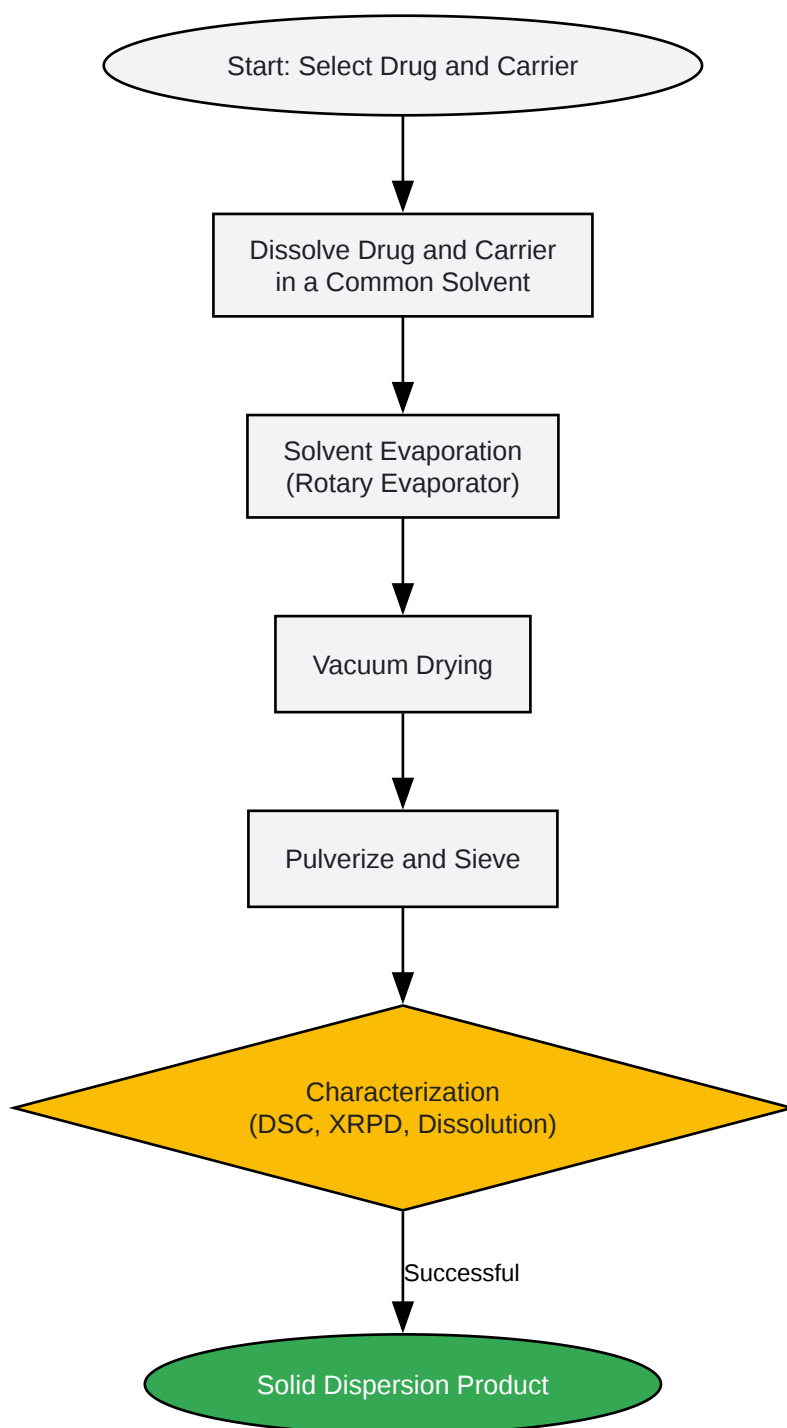 Start: Select Drug and Carrier
Dissolve Drug and Carrier
in a Common Solvent
Solvent Evaporation
(Rotary Evaporator)
Vacuum Drying
Pulverize and Sieve
Characterization
(DSC, XRPD, Dissolution)
Successful
Solid Dispersion Product